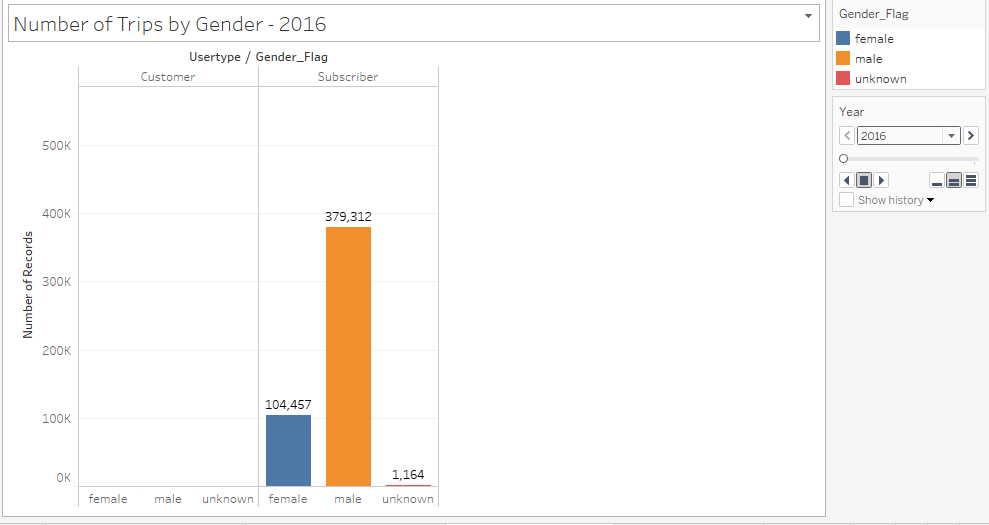 Number of Trips by Gender - 2016
Usertype / Gender_Flag
Customer
Subscriber
Number of Records
500K
400K
300K
200K
100K
0K
379,312
104,457
1,164
female
male
unknown
female
male
unknown
Gender_Flag
female
male
unknown
Year
2016
Show history